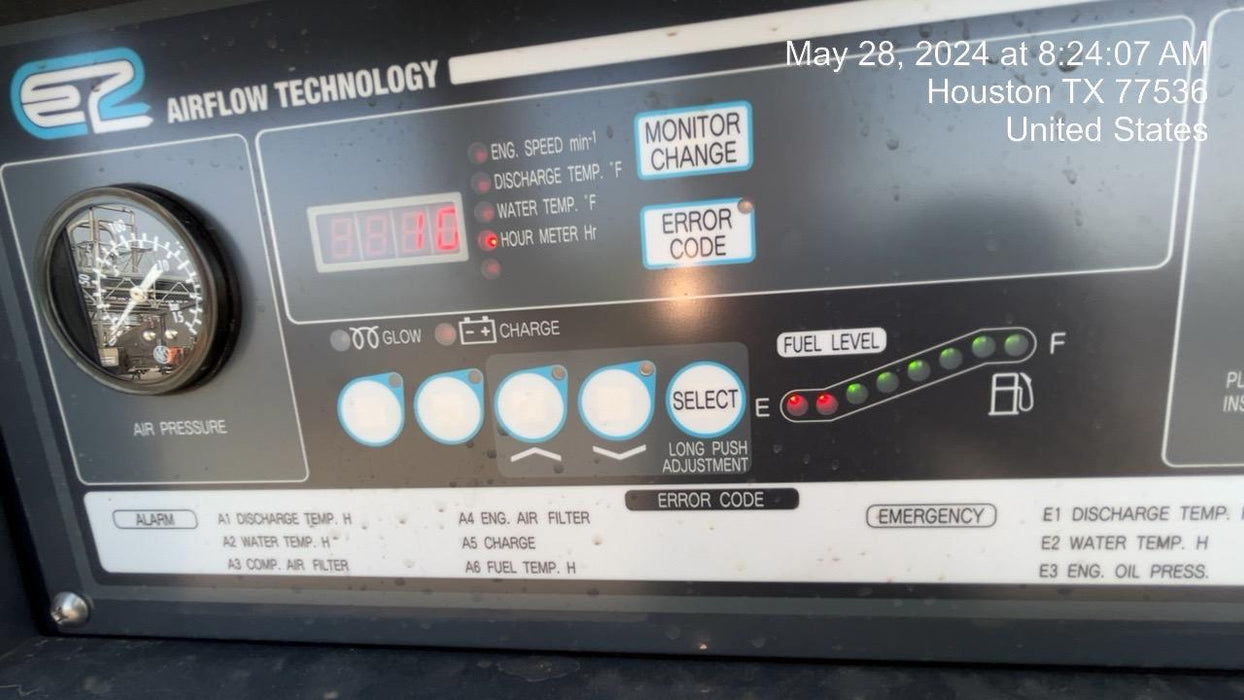 May 28, 2024 at 8:24:07 AM
Houston TX 77536
United States
E2 AIRFLOW TECHNOLOGY
ENG. SPEED min-1
DISCHARGE TEMP. °F
WATER TEMP. °F
HOUR METER Hr
10
MONITOR
CHANGE
ERROR
CODE
AIR PRESSURE
GLOW
CHARGE
SELECT
LONG PUSH
ADJUSTMENT
FUEL LEVEL
E
F
ERROR CODE
ALARM
A1 DISCHARGE TEMP. H
A2 WATER TEMP. H
A3 COMP. AIR FILTER
A4 ENG. AIR FILTER
A5 CHARGE
A6 FUEL TEMP. H
EMERGENCY
E1 DISCHARGE TEMP.
E2 WATER TEMP. H
E3 ENG. OIL PRESS.